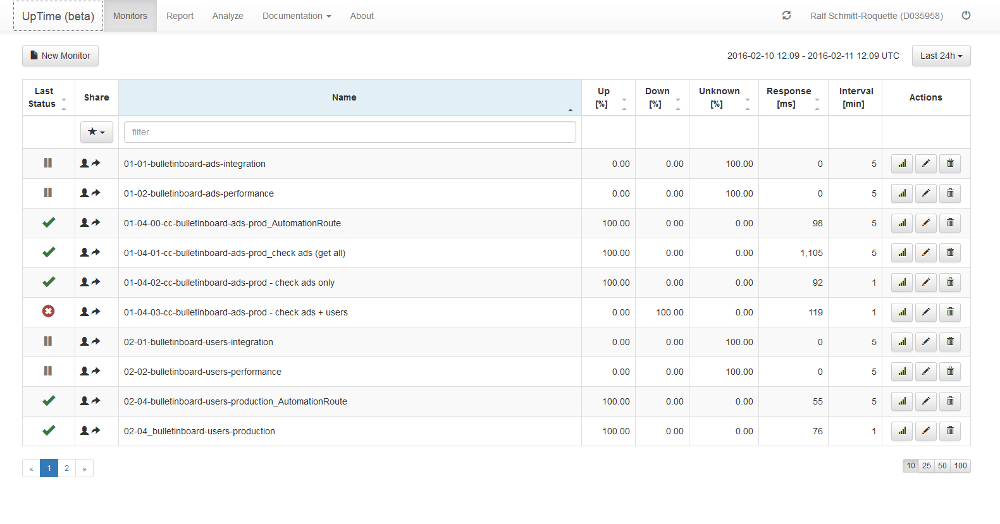 UpTime (beta) Monitors Report Analyze Documentation About Ralf Schmitt-Roquette (D035958)
New Monitor 2016-02-10 12:09 - 2016-02-11 12:09 UTC Last 24h
Last Status Share Name Up [%] Down [%] Unknown [%] Response [ms] Interval [min] Actions
filter
01-01-bulletinboard-ads-integration 0.00 0.00 100.00 0 5
01-02-bulletinboard-ads-performance 0.00 0.00 100.00 0 5
01-04-00-cc-bulletinboard-ads-prod_AutomationRoute 100.00 0.00 0.00 98 5
01-04-01-cc-bulletinboard-ads-prod_check ads (get all) 100.00 0.00 0.00 1,105 5
01-04-02-cc-bulletinboard-ads-prod - check ads only 100.00 0.00 0.00 92 1
01-04-03-cc-bulletinboard-ads-prod - check ads + users 0.00 100.00 0.00 119 1
02-01-bulletinboard-users-integration 0.00 0.00 100.00 0 5
02-02-bulletinboard-users-performance 0.00 0.00 100.00 0 5
02-04-bulletinboard-users-production_AutomationRoute 100.00 0.00 0.00 55 5
02-04_bulletinboard-users-production 100.00 0.00 0.00 76 1
« 1 2 » 10 25 50 100